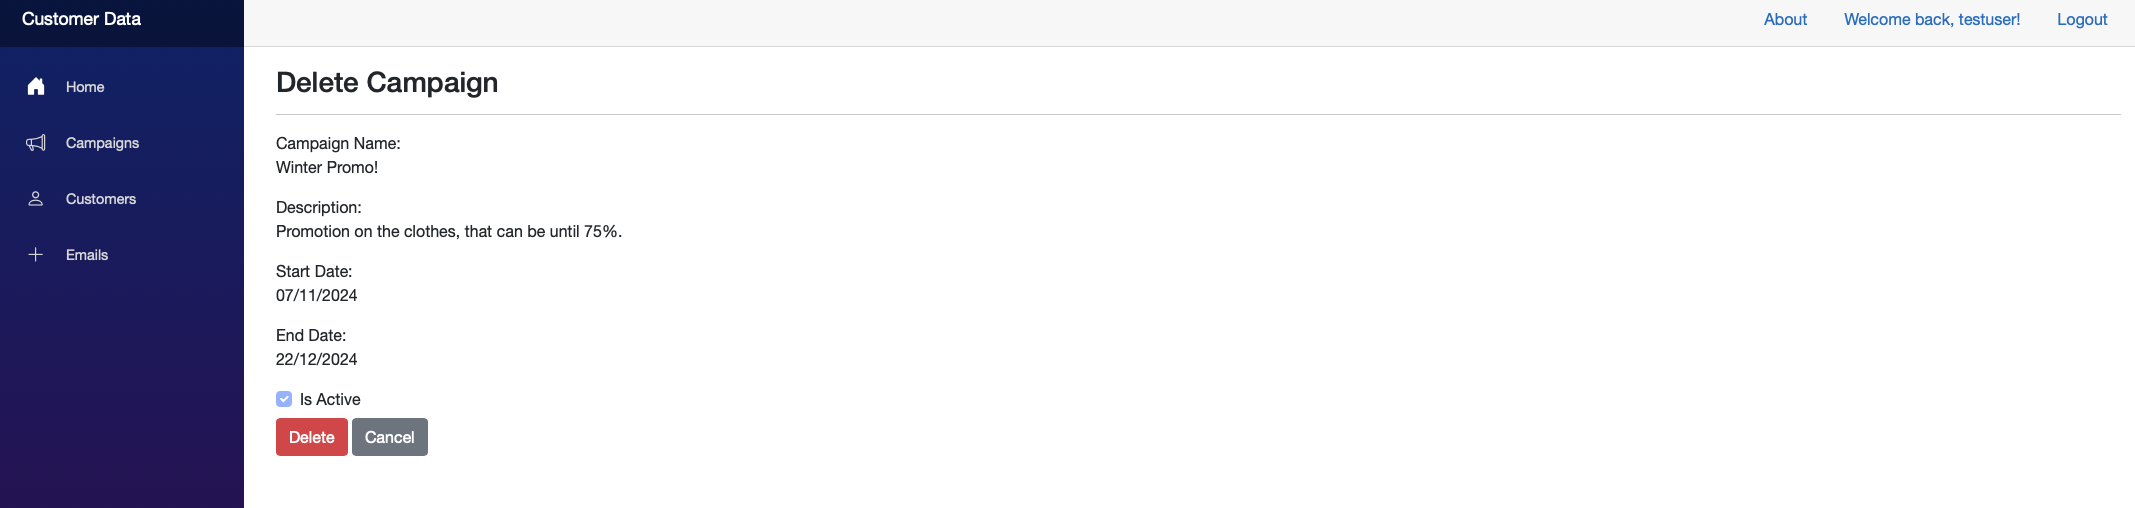 Customer Data
About
Welcome back, testuser!
Logout
Home
Campaigns
Customers
Emails
Delete Campaign
Campaign Name:
Winter Promo!
Description:
Promotion on the clothes, that can be until 75%.
Start Date:
07/11/2024
End Date:
22/12/2024
Is Active
Delete
Cancel